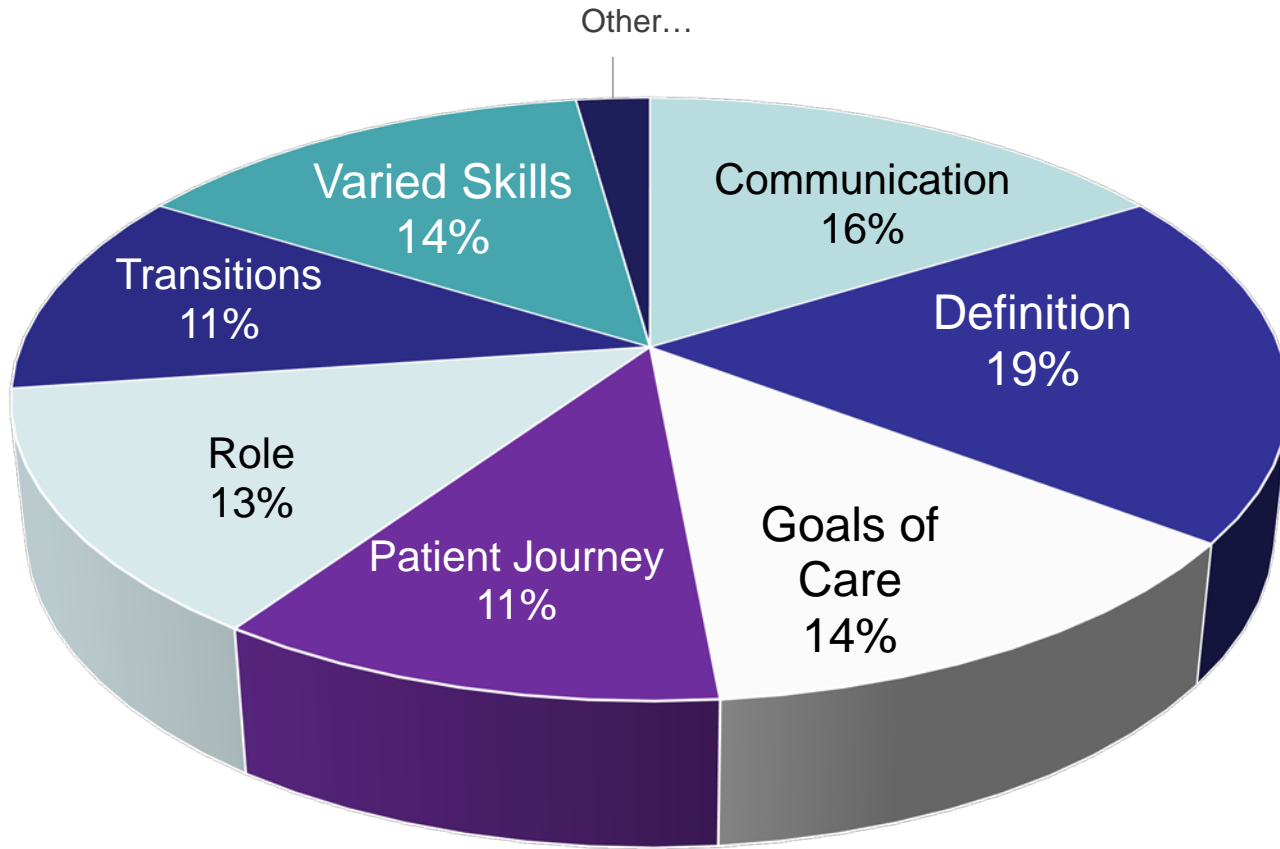 Other…
Communication
16%
Definition
19%
Goals of
Care
14%
Patient Journey
11%
Role
13%
Transitions
11%
Varied Skills
14%